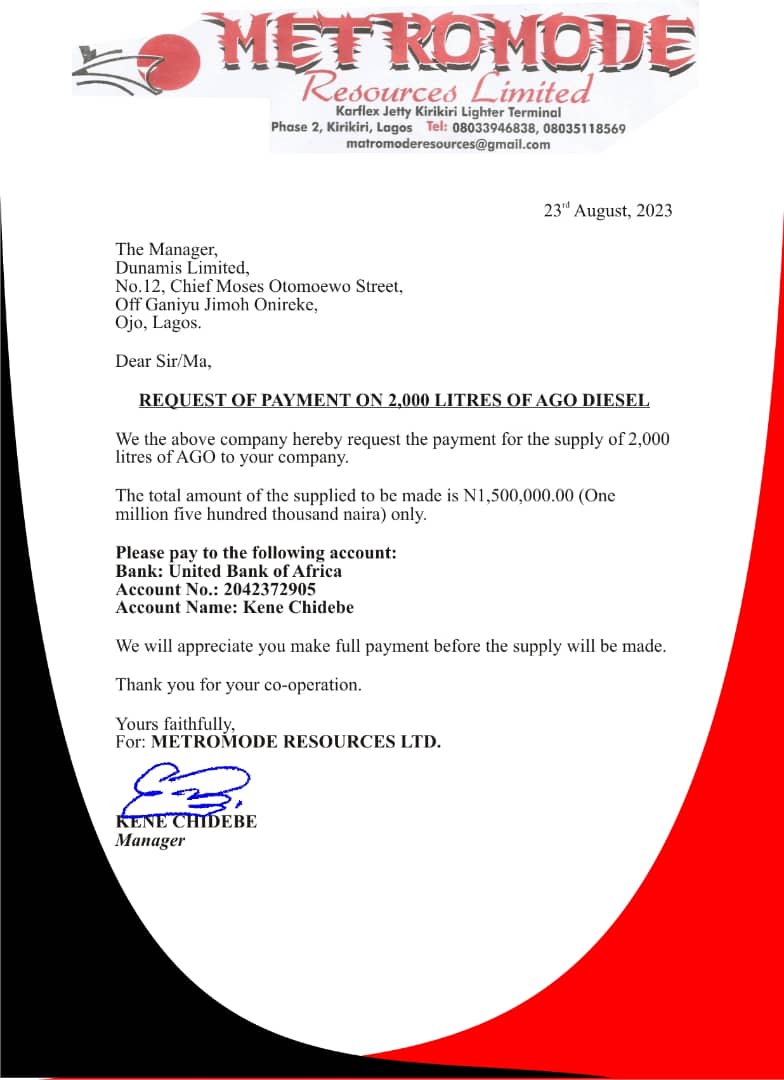 METROMODE
Resources Limited
Karflex Jetty Kirikiri Lighter Terminal
Phase 2, Kirikiri, Lagos Tel: 08033946838, 08035118569
matromoderesources@gmail.com
23rd August, 2023
The Manager,
Dunamis Limited,
No.12, Chief Moses Otomoewo Street,
Off Ganiyu Jimoh Onireke,
Ojo, Lagos.
Dear Sir/Ma,
REQUEST OF PAYMENT ON 2,000 LITRES OF AGO DIESEL
We the above company hereby request the payment for the supply of 2,000
litres of AGO to your company.
The total amount of the supplied to be made is N1,500,000.00 (One
million five hundred thousand naira) only.
Please pay to the following account:
Bank: United Bank of Africa
Account No.: 2042372905
Account Name: Kene Chidebe
We will appreciate you make full payment before the supply will be made.
Thank you for your co-operation.
Yours faithfully,
For: METROMODE RESOURCES LTD.
KENE CHIDEBE
Manager